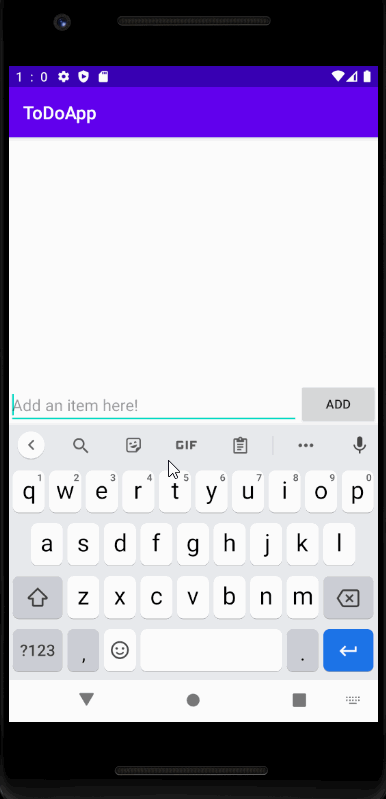 1 : 0
ToDoApp
Add an item here!
ADD
GIF
1 2 3 4 5 6 7 8 9 0
q w e r t y u i o p
a s d f g h j k l
z x c v b n m
?123 , .